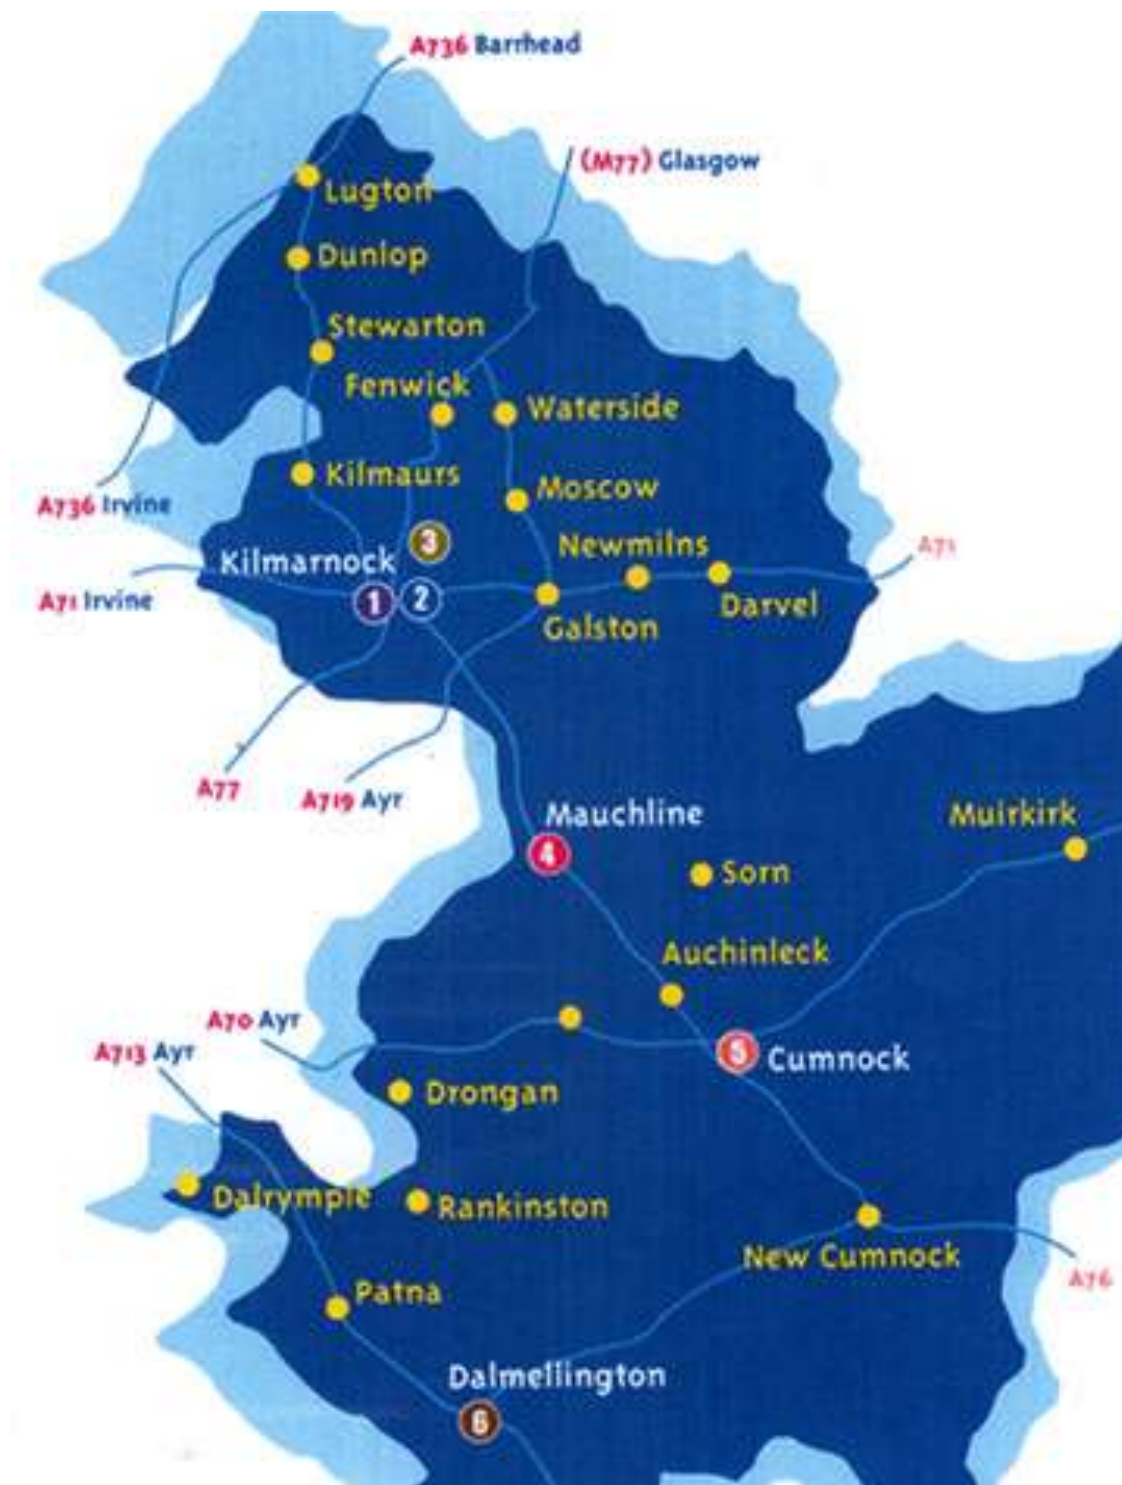 A736 Barrhead
(M77) Glasgow
Lugton
Dunlop
Stewarton
Fenwick
Waterside
Kilmaurs
Moscow
A736 Irvine
3
Newmilns
A71
Kilmarnock
A71 Irvine
1
2
Darvel
Galston
A77
A719 Ayr
Mauchline
Muirkirk
4
Sorn
Auchinleck
A70 Ayr
A713 Ayr
5
Cumnock
Drongan
Dalrymple
Rankinston
New Cumnock
A76
Patna
Dalmellington
6